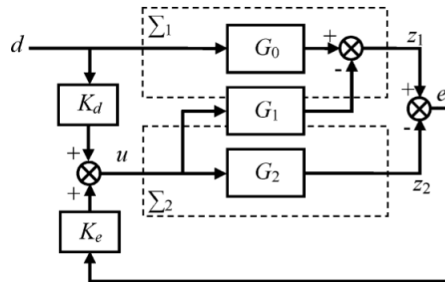 ∑1
d
G0
+
z1
-
Kd
G1
+
e
-
+
u
G2
+
∑2
z2
Ke